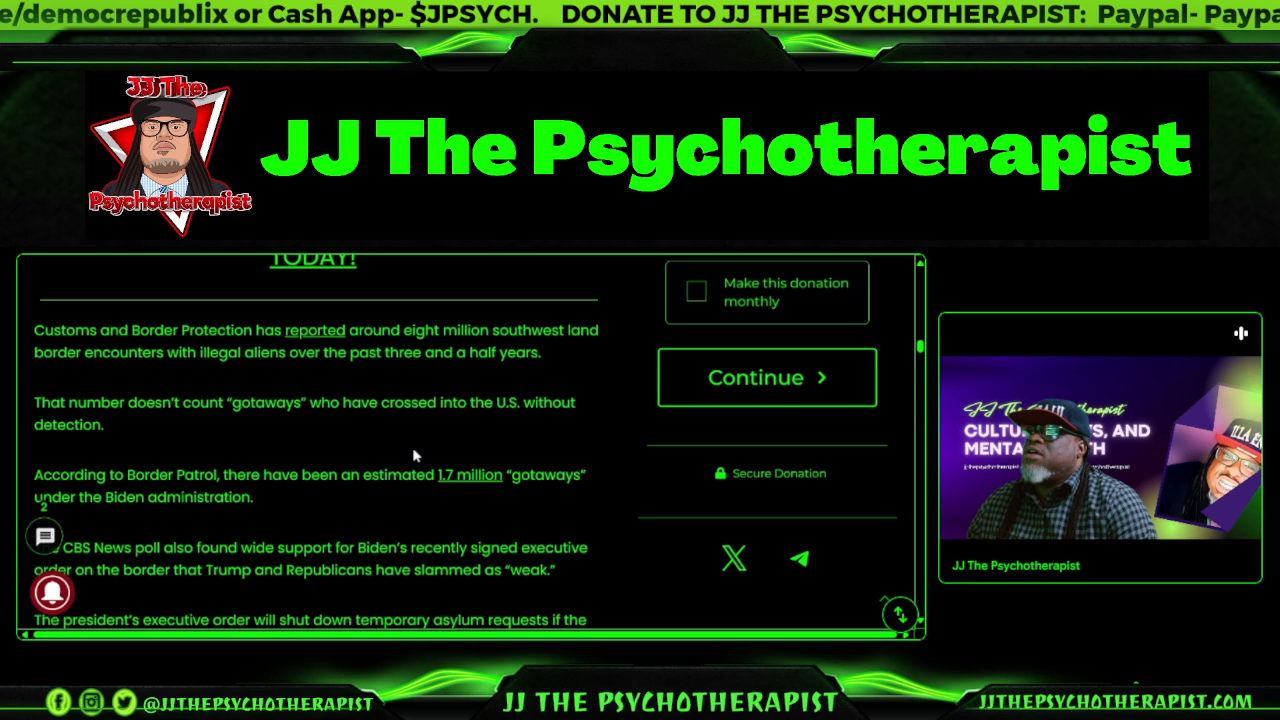 e/democrepublix or Cash App- $JPSYCH. DONATE TO JJ THE PSYCHOTHERAPIST: Paypal- Paypa
JJ The
Psychotherapist
JJ The Psychotherapist
TODAY!
Customs and Border Protection has reported around eight million southwest land
border encounters with illegal aliens over the past three and a half years.
That number doesn’t count “gotaways” who have crossed into the U.S. without
detection.
According to Border Patrol, there have been an estimated 1.7 million “gotaways”
under the Biden administration.
2
CBS News poll also found wide support for Biden’s recently signed executive
order on the border that Trump and Republicans have slammed as “weak.”
The president’s executive order will shut down temporary asylum requests if the
Make this donation
monthly
Continue
Secure Donation
JJ The Psychotherapist
@JJTHEPSYCHOTHERAPIST
JJ THE PSYCHOTHERAPIST
JJTHEPSYCHOTHERAPIST.COM